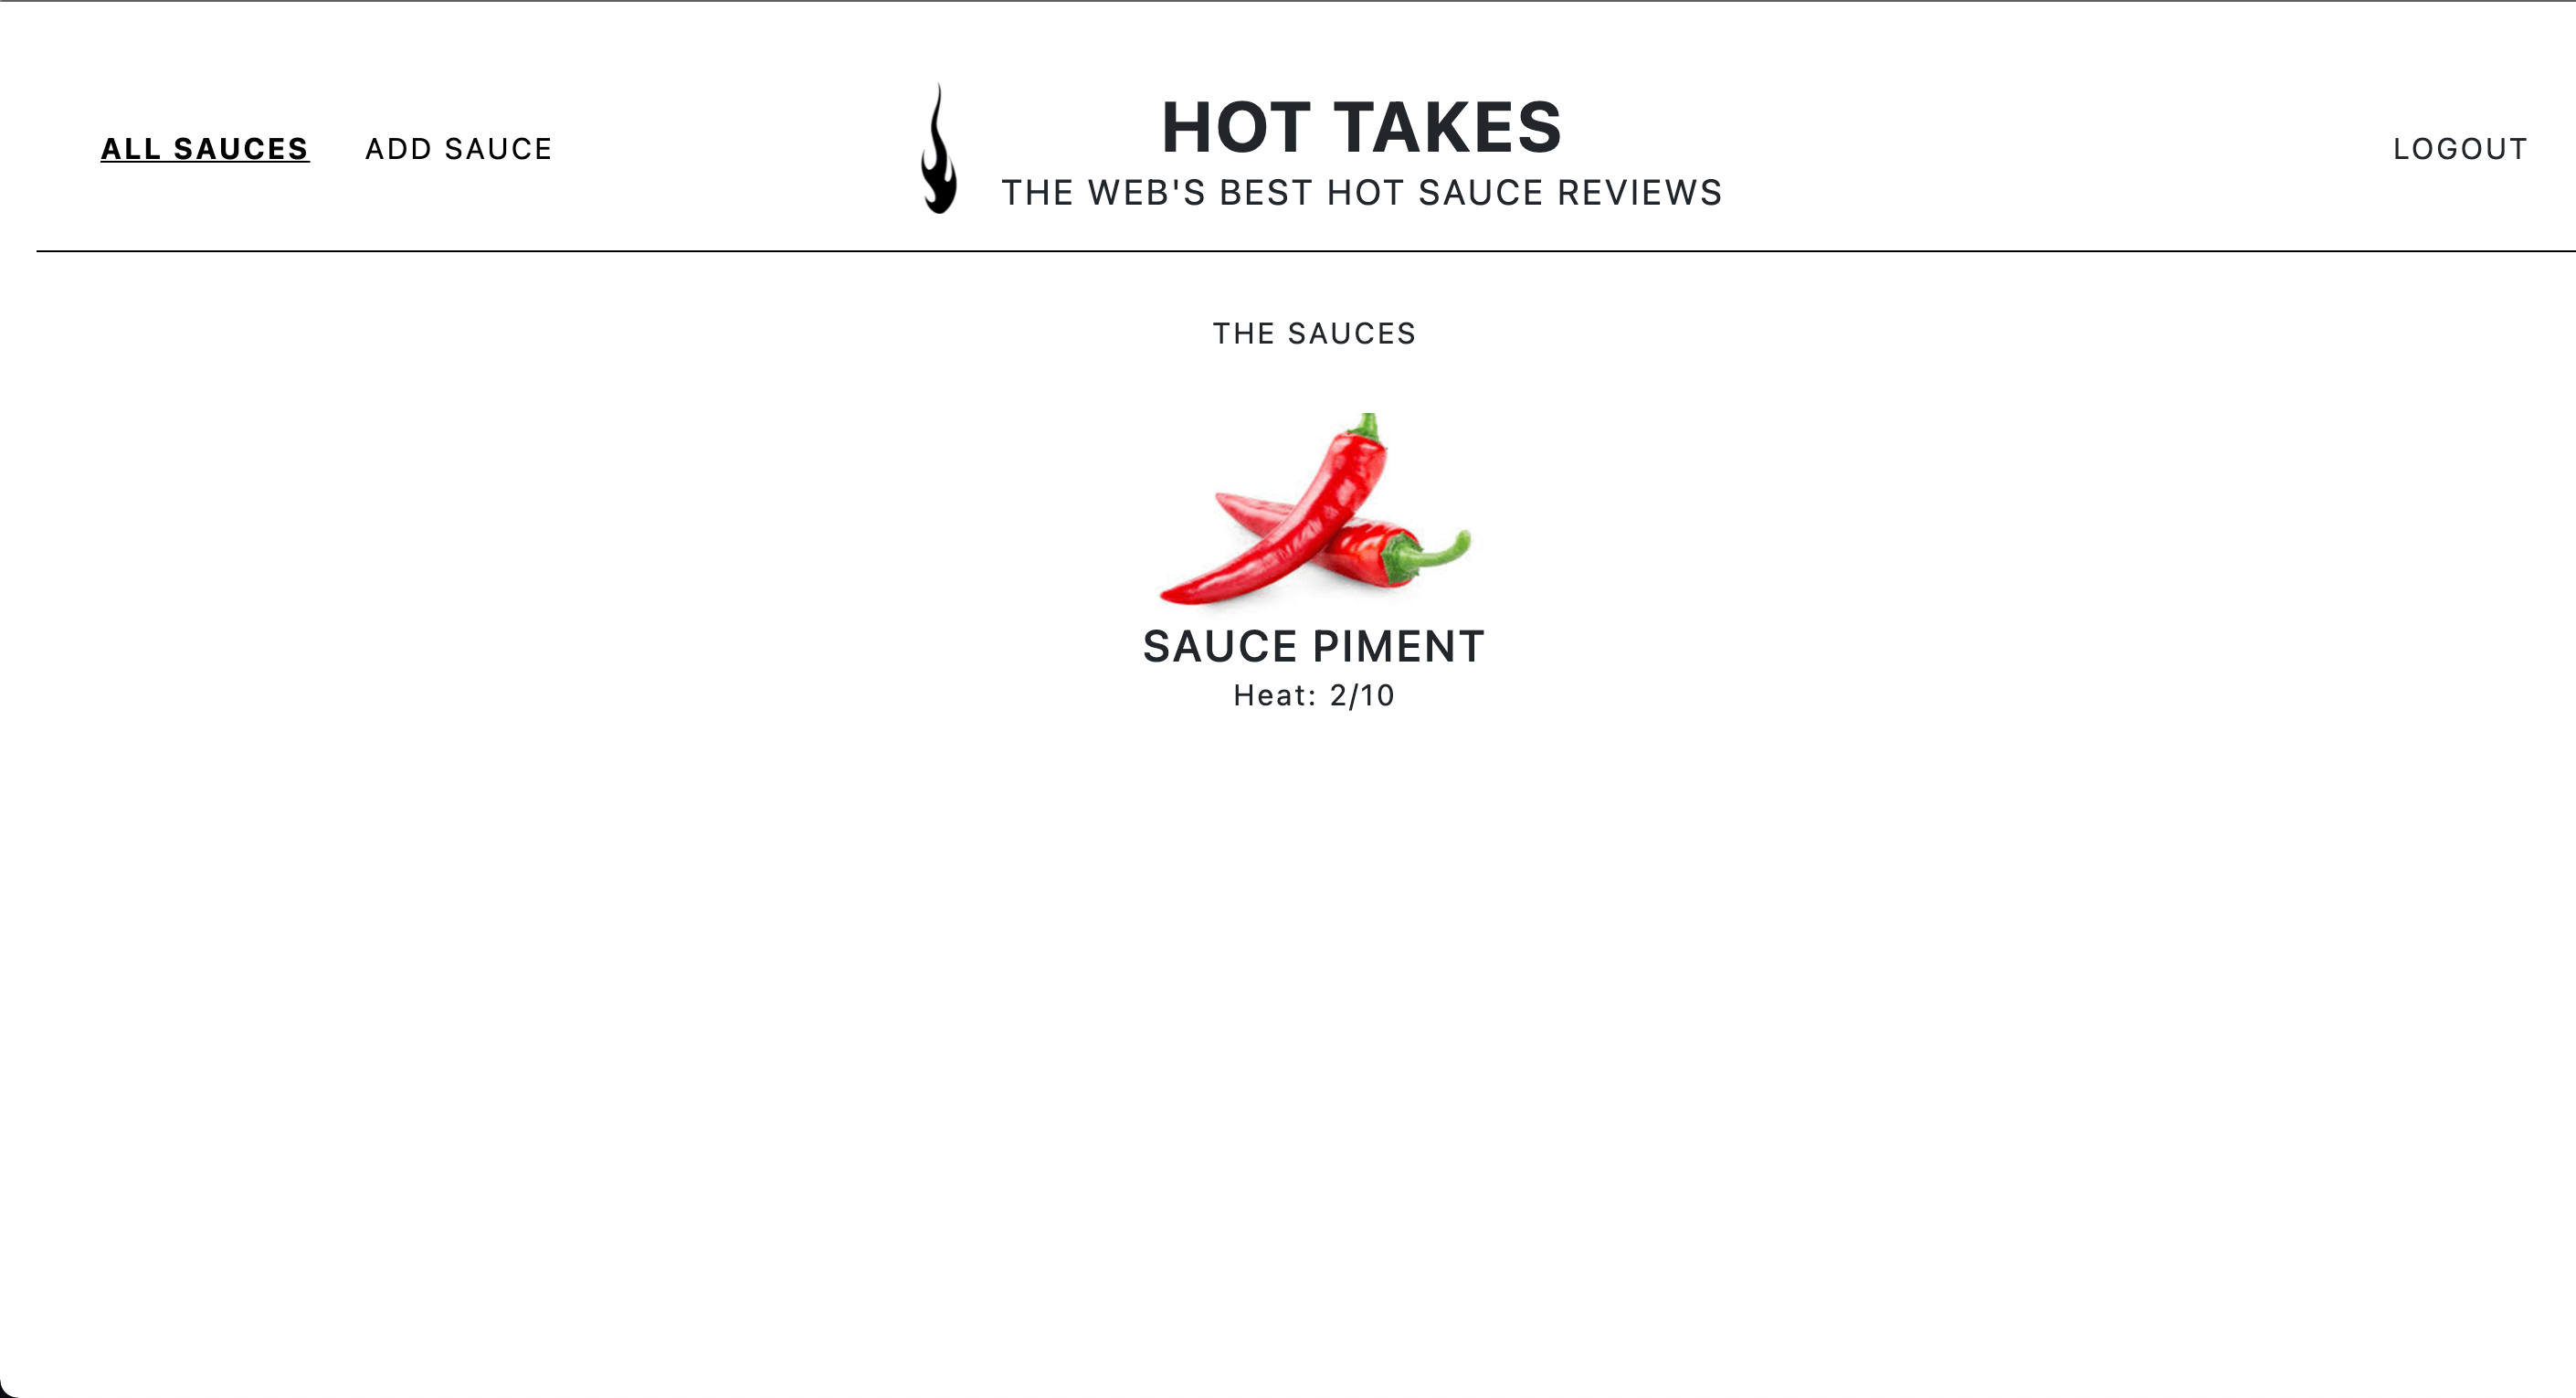 ALL SAUCES
ADD SAUCE
HOT TAKES
THE WEB'S BEST HOT SAUCE REVIEWS
LOGOUT
THE SAUCES
SAUCE PIMENT
Heat: 2/10